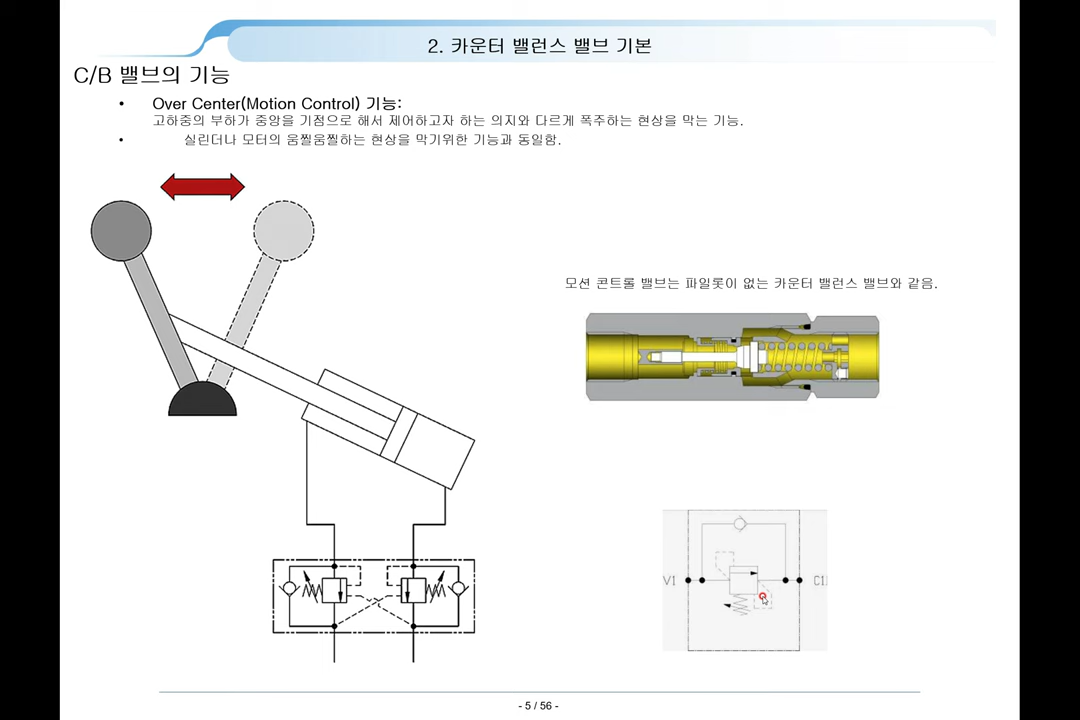 2. 카운터 밸런스 밸브 기본
C/B 밸브의 기능
• Over Center(Motion Control) 기능:
고하중의 부하가 중앙을 기점으로 해서 제어하고자 하는 의지와 다르게 폭주하는 현상을 막는 기능.
• 실린더나 모터의 움찔움찔하는 현상을 막기위한 기능과 동일함.
모션 콘트롤 밸브는 파일롯이 없는 카운터 밸런스 밸브와 같음.
V1
C1
- 5 / 56 -